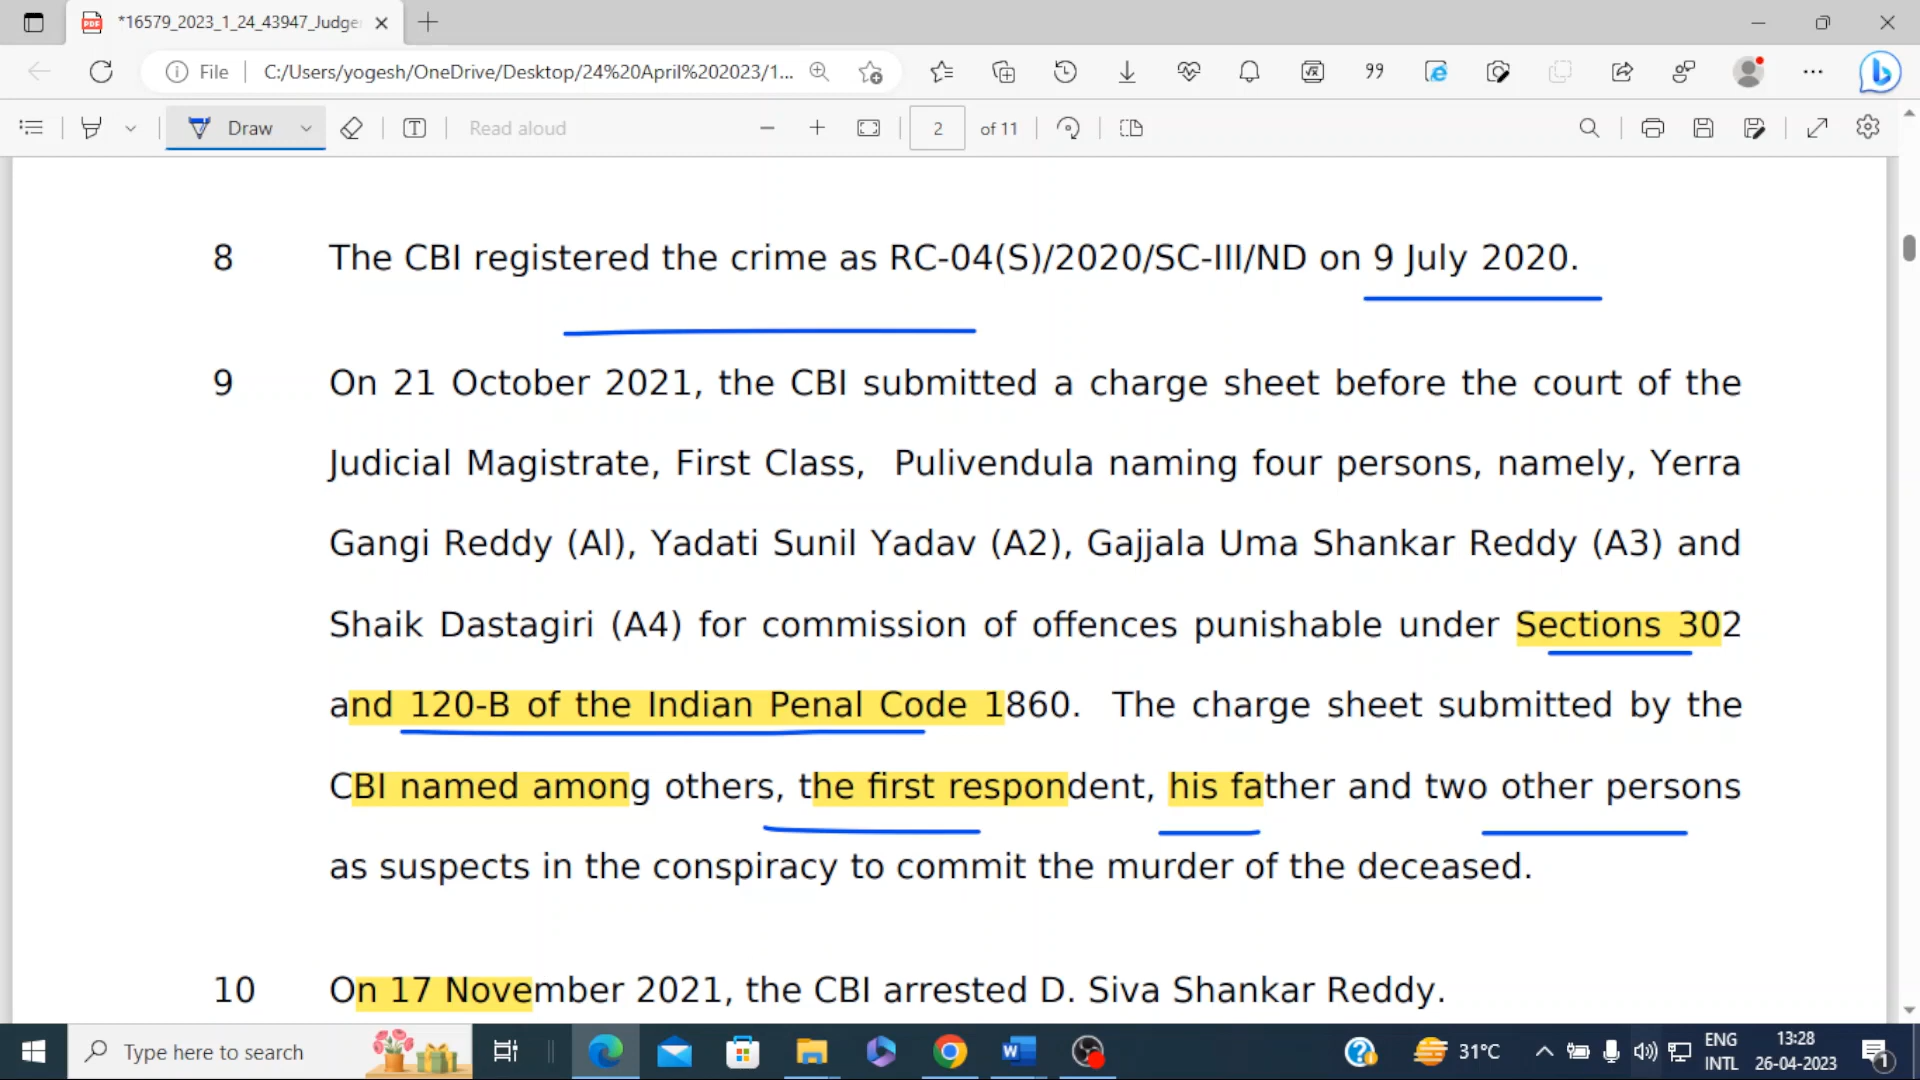 *16579_2023_1_24_43947_Judge
File
C:/Users/yogesh/OneDrive/Desktop/24%20April%202023/1...
Draw
T
Read aloud
2
of 11
8 The CBI registered the crime as RC-04(S)/2020/SC-III/ND on 9 July 2020.
9 On 21 October 2021, the CBI submitted a charge sheet before the court of the
Judicial Magistrate, First Class, Pulivendula naming four persons, namely, Yerra
Gangi Reddy (Al), Yadati Sunil Yadav (A2), Gajjala Uma Shankar Reddy (A3) and
Shaik Dastagiri (A4) for commission of offences punishable under Sections 302
and 120-B of the Indian Penal Code 1860. The charge sheet submitted by the
CBI named among others, the first respondent, his father and two other persons
as suspects in the conspiracy to commit the murder of the deceased.
10 On 17 November 2021, the CBI arrested D. Siva Shankar Reddy.
Type here to search
31°C
ENG
INTL
13:28
26-04-2023
1